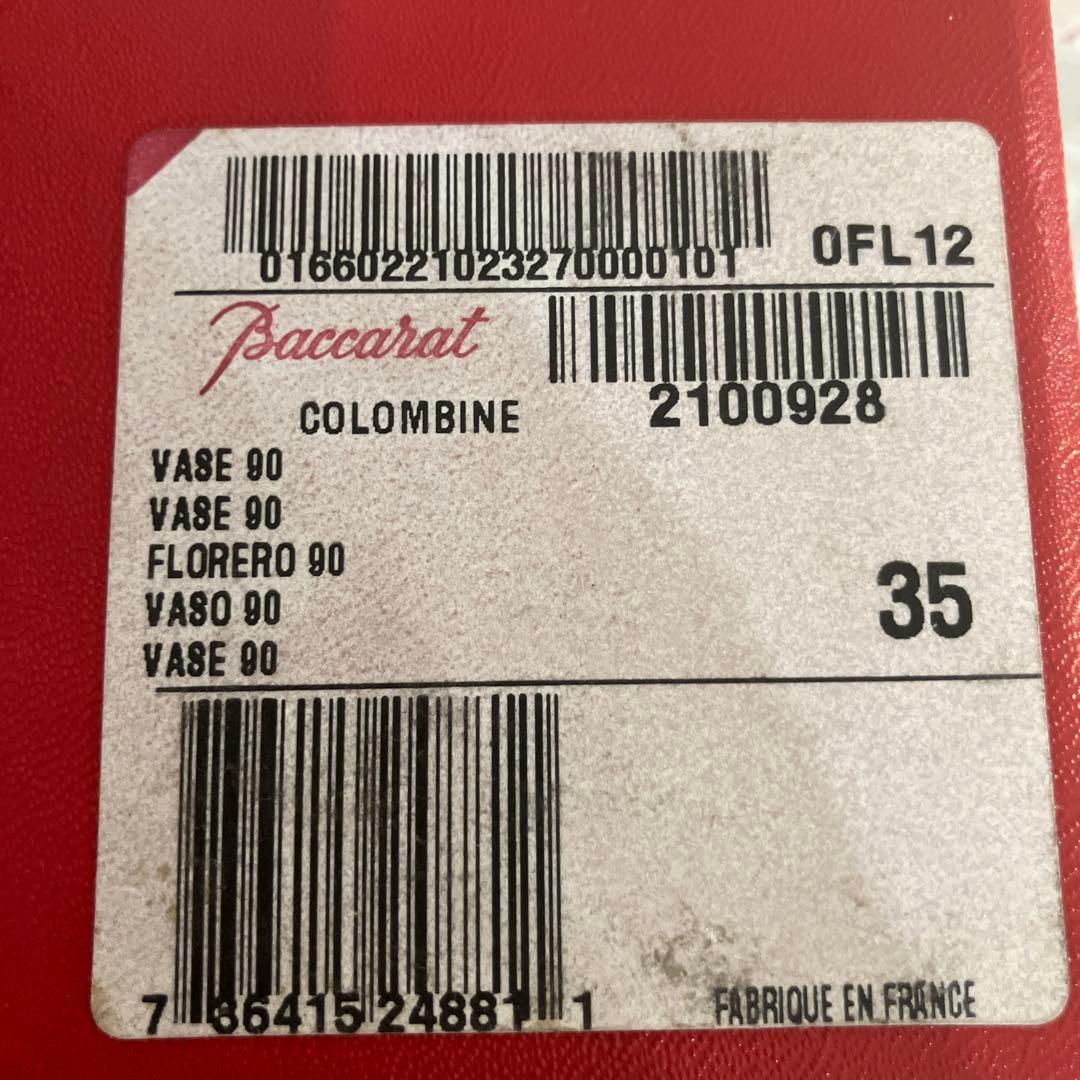 01660221023270000101 0FL12
Baccarat
COLOMBINE 2100928
VASE 90
VASE 90
FLORERO 90
VASO 90 35
VASE 90
7 36415 24881 1 FABRIQUE EN FRANCE